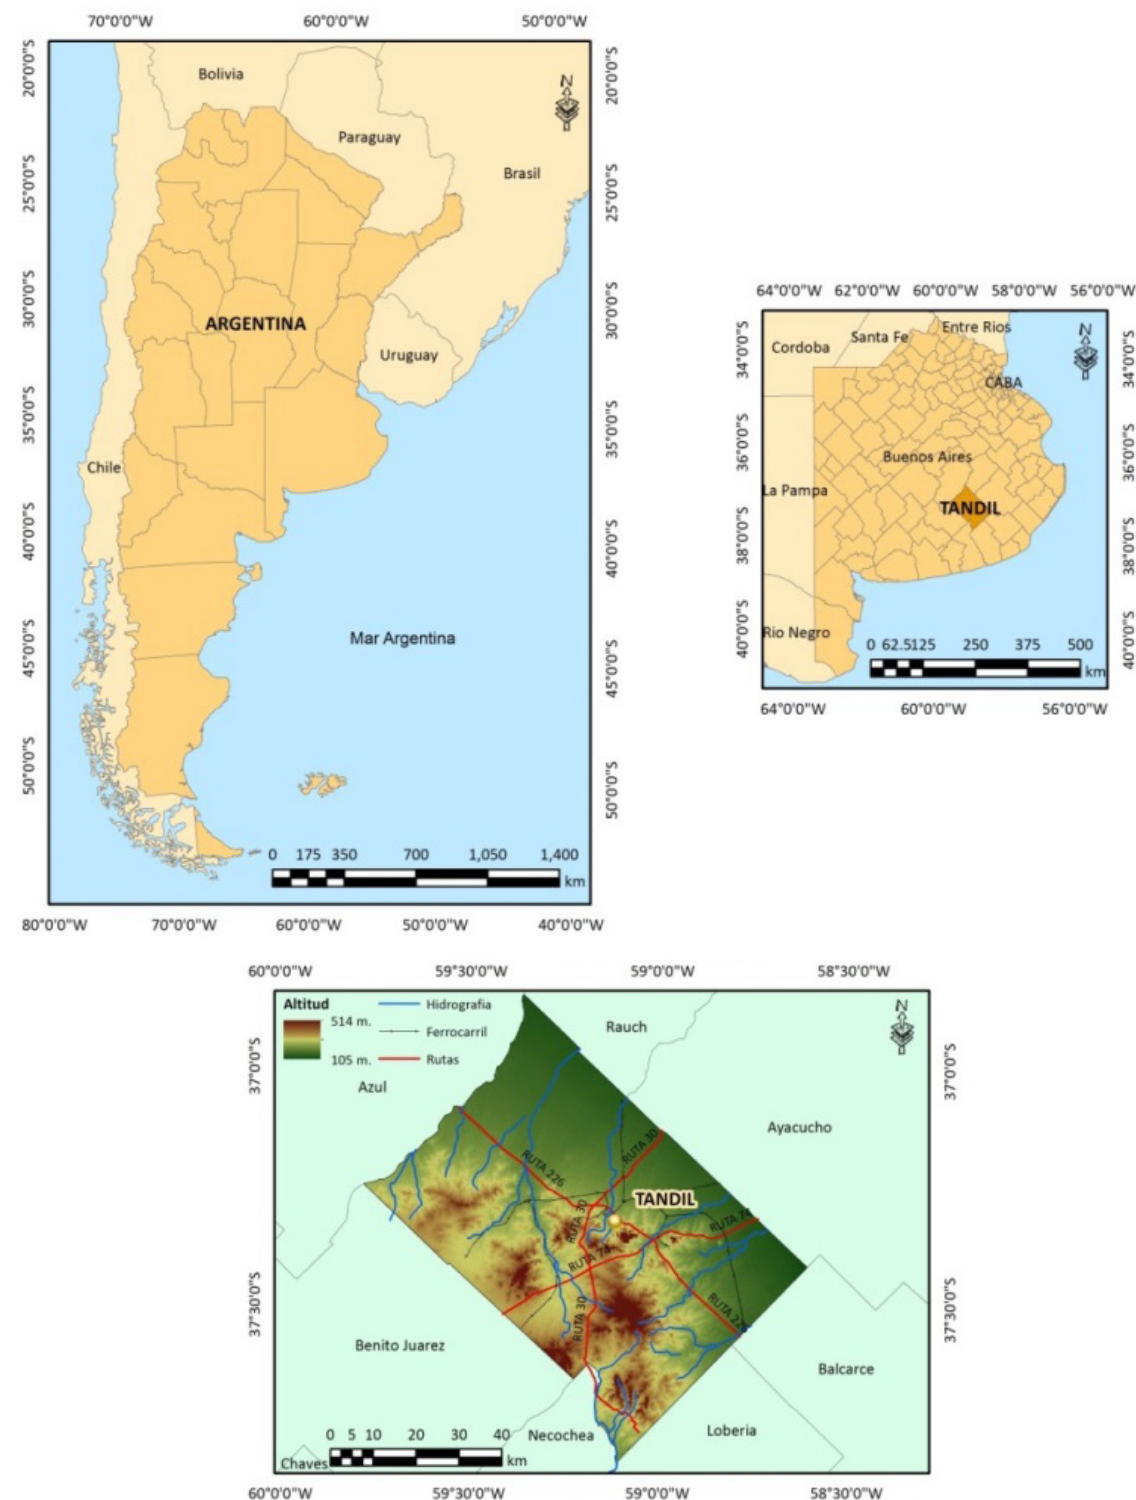 70°0'0"W 60°0'0"W 50°0'0"W
20°0'0"S
25°0'0"S
30°0'0"S
35°0'0"S
40°0'0"S
45°0'0"S
50°0'0"S
N
Bolivia
Paraguay
Brasil
ARGENTINA
Uruguay
Chile
Mar Argentina
0 175 350 700 1,050 1,400
km
20°0'0"S
25°0'0"S
30°0'0"S
35°0'0"S
40°0'0"S
45°0'0"S
50°0'0"S
80°0'0"W 70°0'0"W 60°0'0"W 50°0'0"W 40°0'0"W
64°0'0"W 62°0'0"W 60°0'0"W 58°0'0"W 56°0'0"W
34°0'0"S
36°0'0"S
38°0'0"S
40°0'0"S
N
Entre Rios
Santa Fe
Cordoba
CABA
Buenos Aires
La Pampa
TANDIL
Rio Negro
0 62.5125 250 375 500
km
34°0'0"S
36°0'0"S
38°0'0"S
40°0'0"S
64°0'0"W 60°0'0"W 56°0'0"W
60°0'0"W 59°30'0"W 59°0'0"W 58°30'0"W
37°0'0"S
37°30'0"S
Altitud
514 m.
105 m.
Hidrografia
Ferrocarril
Rutas
N
Rauch
Azul
Ayacucho
RUTA 30
RUTA 226
TANDIL
RUTA 30
RUTA 74
RUTA 74
RUTA 30
RUTA 226
Benito Juarez
Balcarce
Necochea
Loberia
0 5 10 20 30 40
km
Chaves
37°0'0"S
37°30'0"S
60°0'0"W 59°30'0"W 59°0'0"W 58°30'0"W